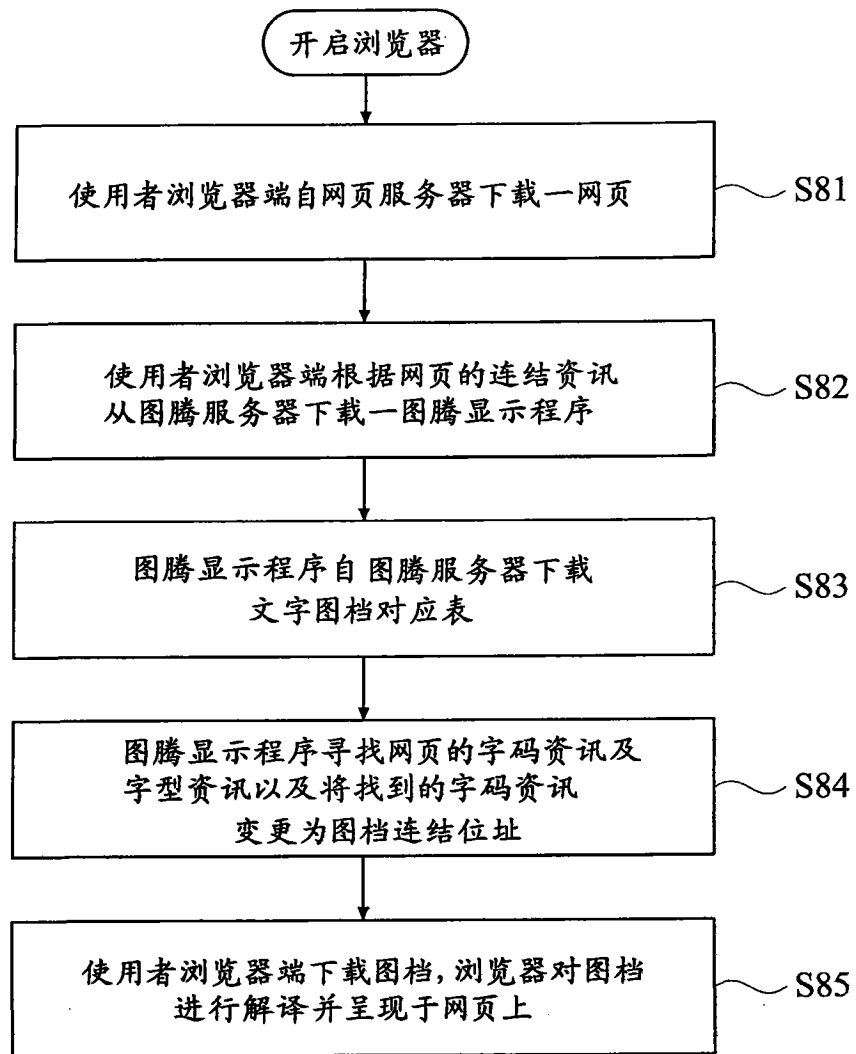 开启浏览器
使用者浏览器端自网页服务器下载一网页
S81
使用者浏览器端根据网页的连结资讯
从图腾服务器下载一图腾显示程序
S82
图腾显示程序自图腾服务器下载
文字图档对应表
S83
图腾显示程序寻找网页的字码资讯及
字型资讯以及将找到的字码资讯
变更为图档连结位址
S84
使用者浏览器端下载图档,浏览器对图档
进行解译并呈现于网页上
S85